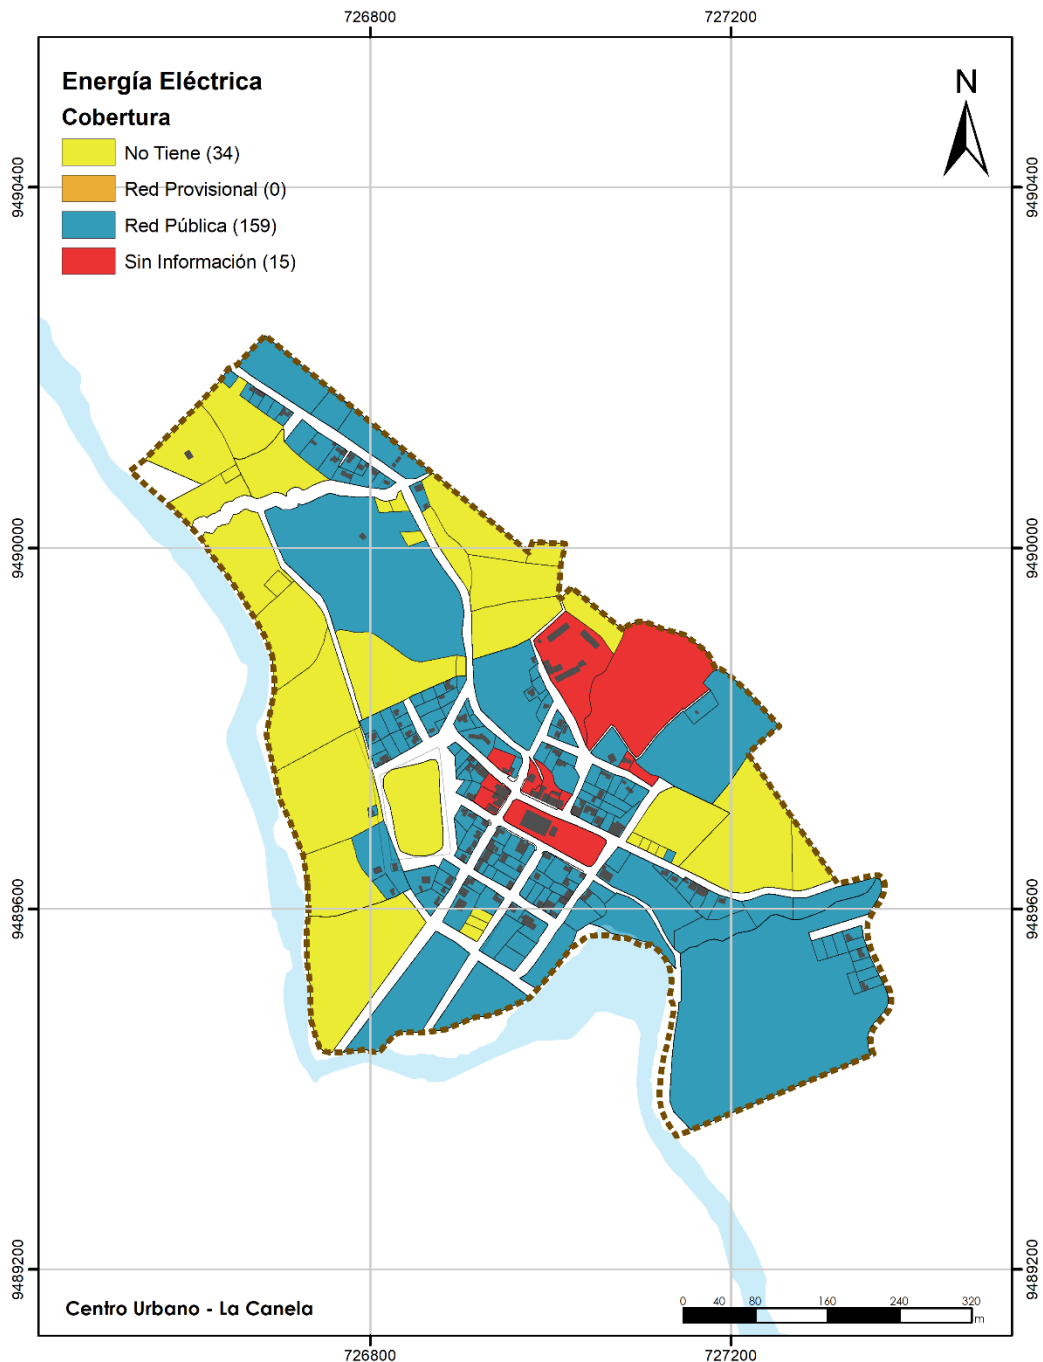 726800
727200
Energía Eléctrica
Cobertura
No Tiene (34)
Red Provisional (0)
Red Pública (159)
Sin Información (15)
N
9490400
9490400
9490000
9490000
9489600
9489600
9489200
9489200
Centro Urbano - La Canela
0 40 80 160 240 320
m
726800
727200